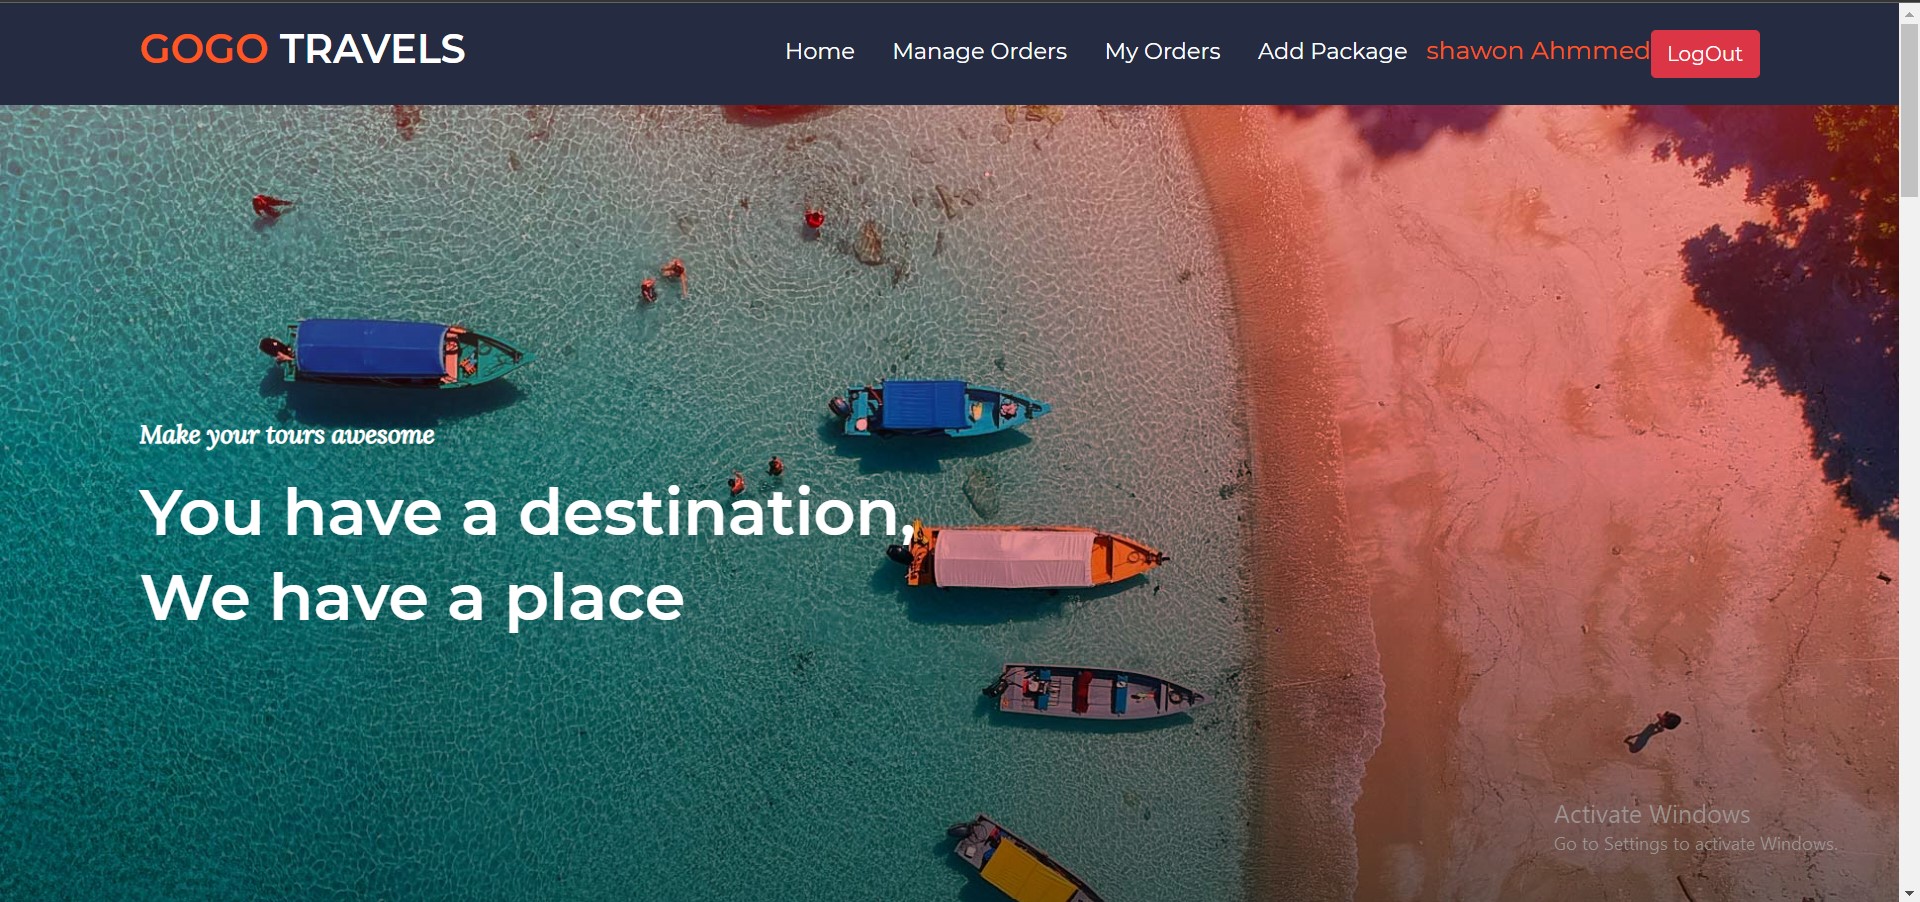 GOGO TRAVELS
Home Manage Orders My Orders Add Package shawon Ahmmed LogOut
Make your tours awesome
You have a destination,
We have a place
Activate Windows
Go to Settings to activate Windows.